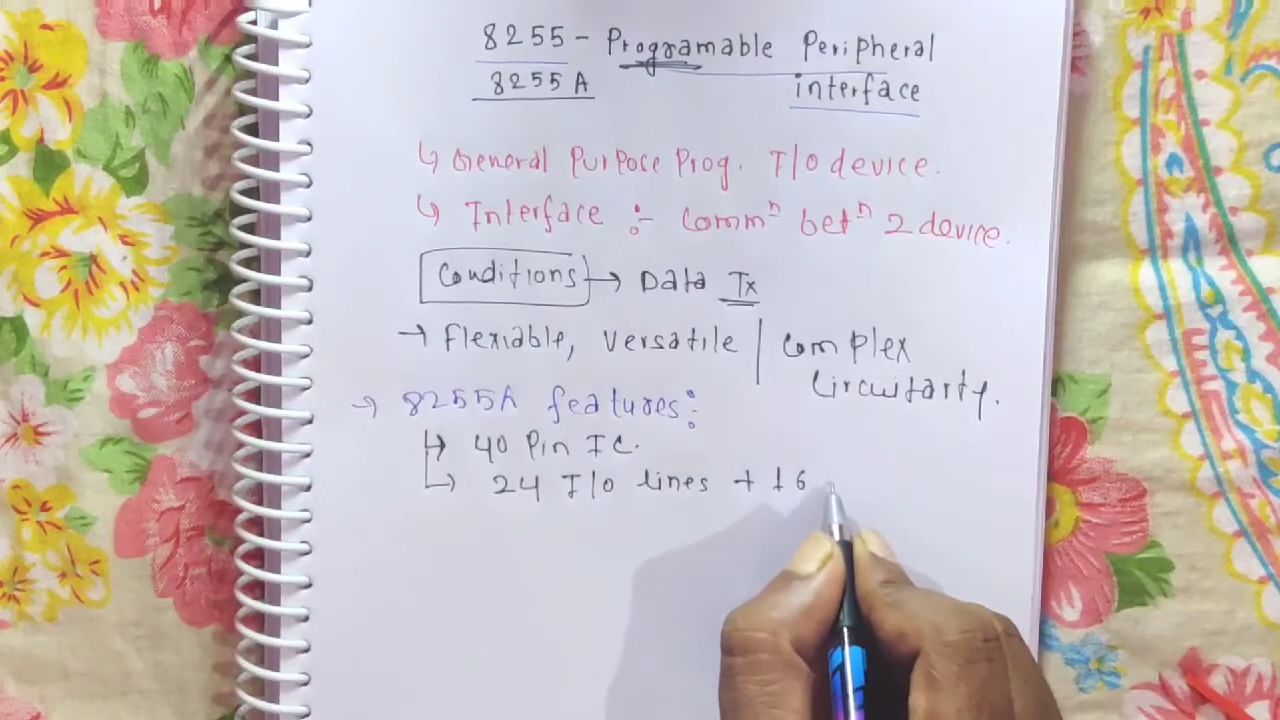 8255 - Programable Peripheral
8255A interface
↳ General Purpose Prog. I/O device.
↳ Interface :- Commⁿ betⁿ 2 device.
Conditions → Data Tx
→ flexiable, versatile | complex
circuitarty.
→ 8255A features:
↳ 40 Pin IC.
↳ 24 I/O lines + 16